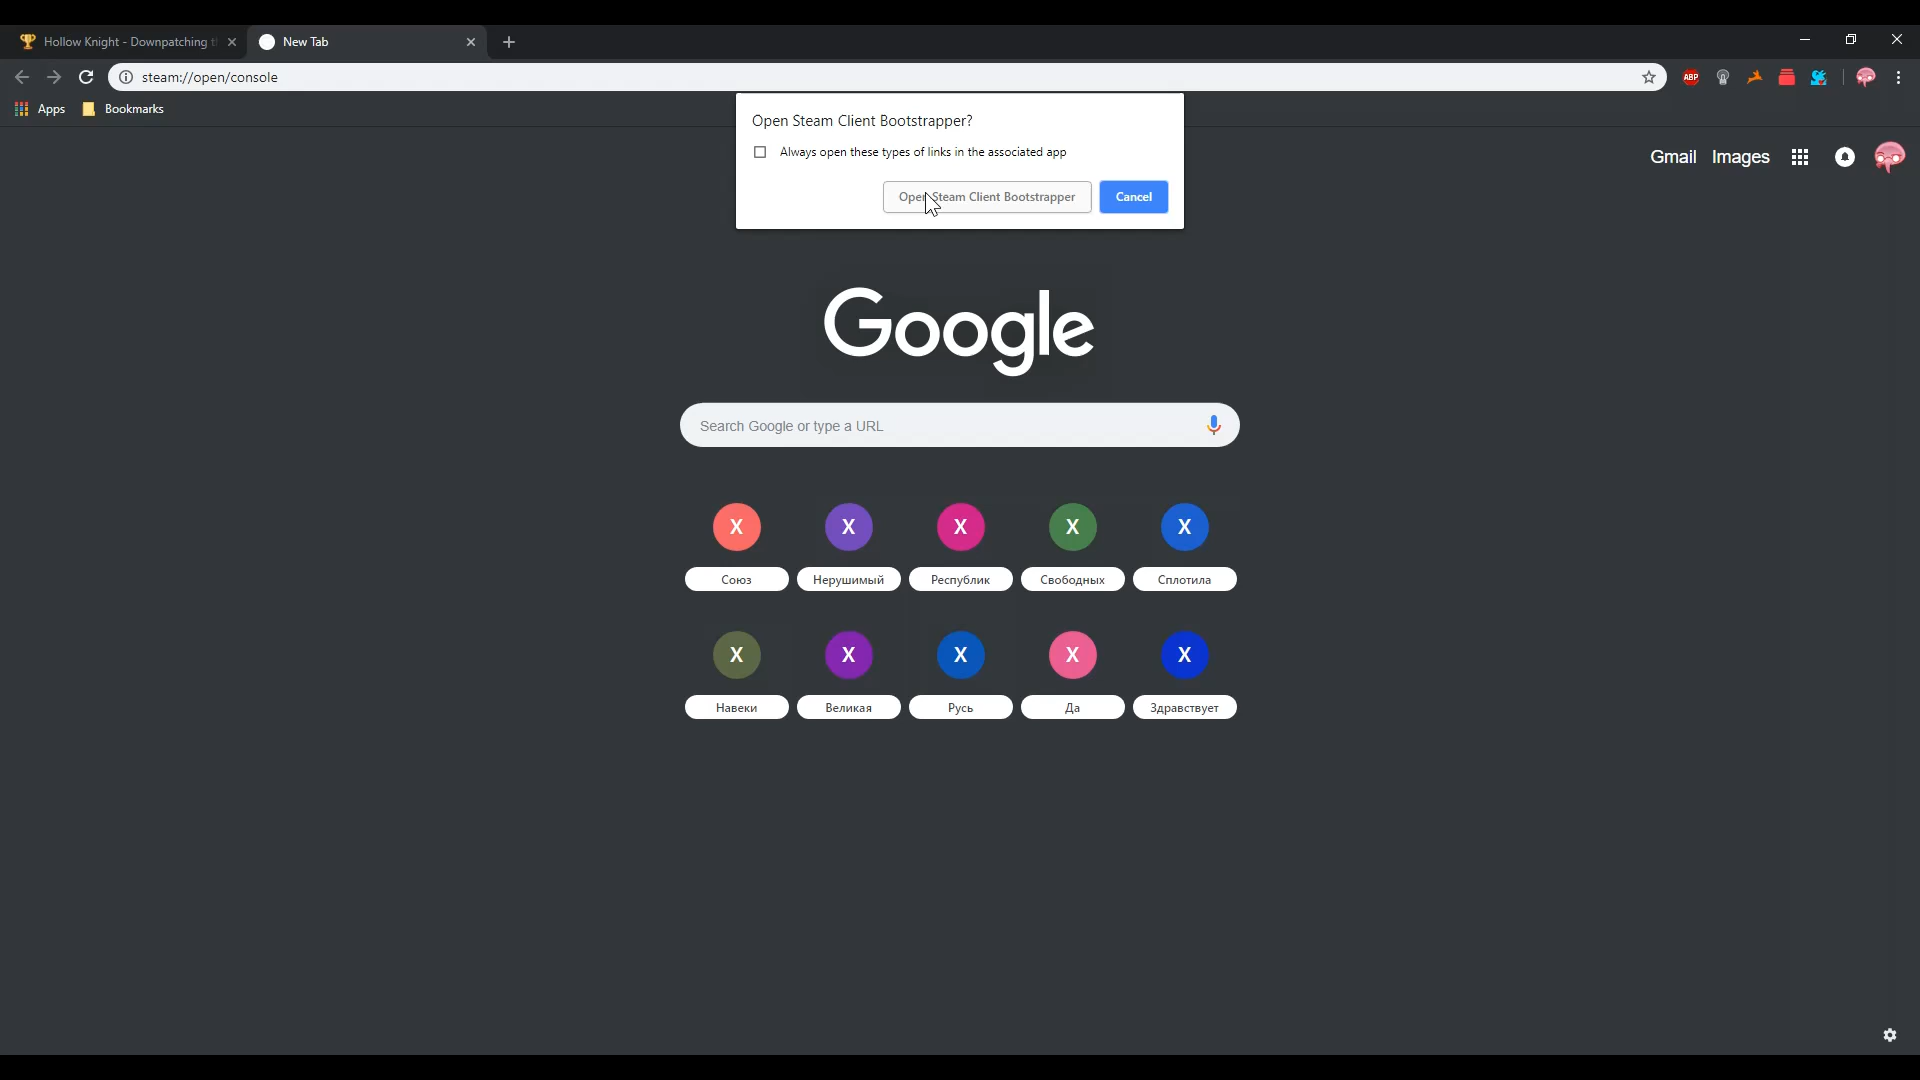 Hollow Knight - Downpatching t
New Tab
steam://open/console
ABP
Apps
Bookmarks
Open Steam Client Bootstrapper?
Always open these types of links in the associated app
Open Steam Client Bootstrapper
Cancel
Gmail
Images
Google
Search Google or type a URL
X
X
X
X
X
Союз
Нерушимый
Республик
Свободных
Сплотила
X
X
X
X
X
Навеки
Великая
Русь
Да
Здравствует